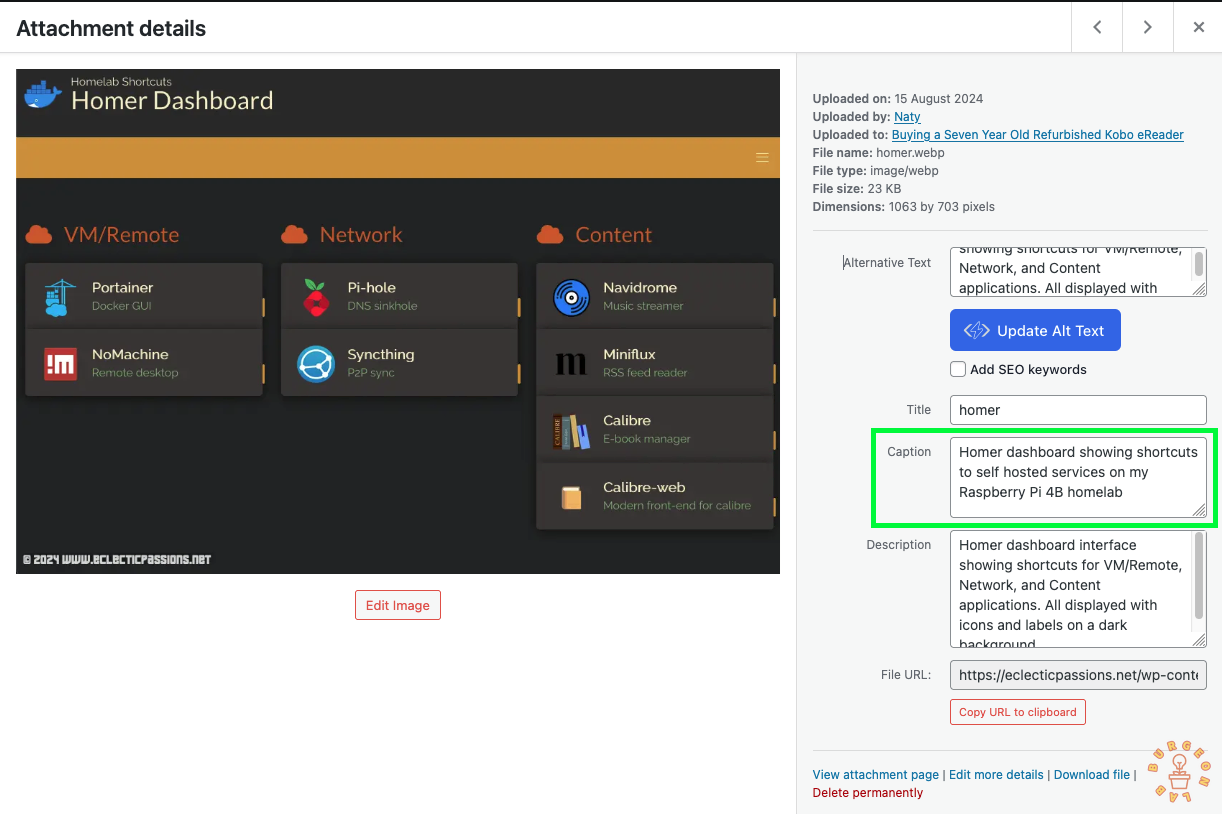 Attachment details
Homelab Shortcuts
Homer Dashboard
VM/Remote
Portainer
Docker GUI
NoMachine
Remote desktop
Network
Pi-hole
DNS sinkhole
Syncthing
P2P sync
Content
Navidrome
Music streamer
m
Miniflux
RSS feed reader
CALIBRE
Calibre
E-book manager
Calibre-web
Modern front-end for calibre
© 2024 www.eclecticpassions.net
Edit Image
Uploaded on: 15 August 2024
Uploaded by: Naty
Uploaded to: Buying a Seven Year Old Refurbished Kobo eReader
File name: homer.webp
File type: image/webp
File size: 23 KB
Dimensions: 1063 by 703 pixels
Alternative Text
showing shortcuts for VM/Remote,
Network, and Content
applications. All displayed with
Update Alt Text
Add SEO keywords
Title
homer
Caption
Homer dashboard showing shortcuts
to self hosted services on my
Raspberry Pi 4B homelab
Description
Homer dashboard interface
showing shortcuts for VM/Remote,
Network, and Content
applications. All displayed with
icons and labels on a dark
background
File URL:
https://eclecticpassions.net/wp-conte
Copy URL to clipboard
View attachment page | Edit more details | Download file |
Delete permanently
BURGEON LAB